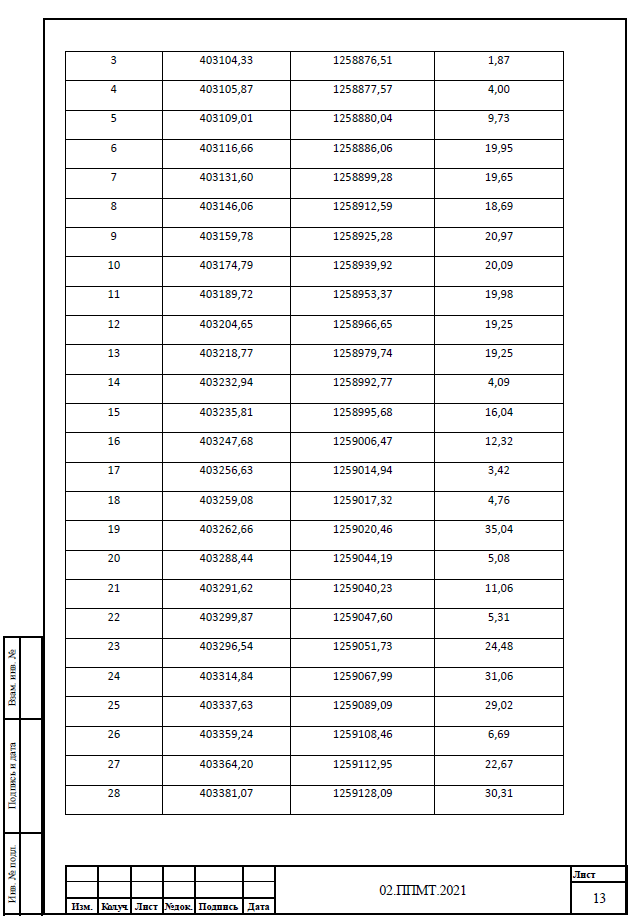 3 403104,33 1258876,51 1,87
4 403105,87 1258877,57 4,00
5 403109,01 1258880,04 9,73
6 403116,66 1258886,06 19,95
7 403131,60 1258899,28 19,65
8 403146,06 1258912,59 18,69
9 403159,78 1258925,28 20,97
10 403174,79 1258939,92 20,09
11 403189,72 1258953,37 19,98
12 403204,65 1258966,65 19,25
13 403218,77 1258979,74 19,25
14 403232,94 1258992,77 4,09
15 403235,81 1258995,68 16,04
16 403247,68 1259006,47 12,32
17 403256,63 1259014,94 3,42
18 403259,08 1259017,32 4,76
19 403262,66 1259020,46 35,04
20 403288,44 1259044,19 5,08
21 403291,62 1259040,23 11,06
22 403299,87 1259047,60 5,31
23 403296,54 1259051,73 24,48
24 403314,84 1259067,99 31,06
25 403337,63 1259089,09 29,02
26 403359,24 1259108,46 6,69
27 403364,20 1259112,95 22,67
28 403381,07 1259128,09 30,31
Взам. инв. №
Подпись и дата
Инв. № подл.
Изм. Колуч Лист №док. Подпись Дата
02.ППМТ.2021
Лист
13